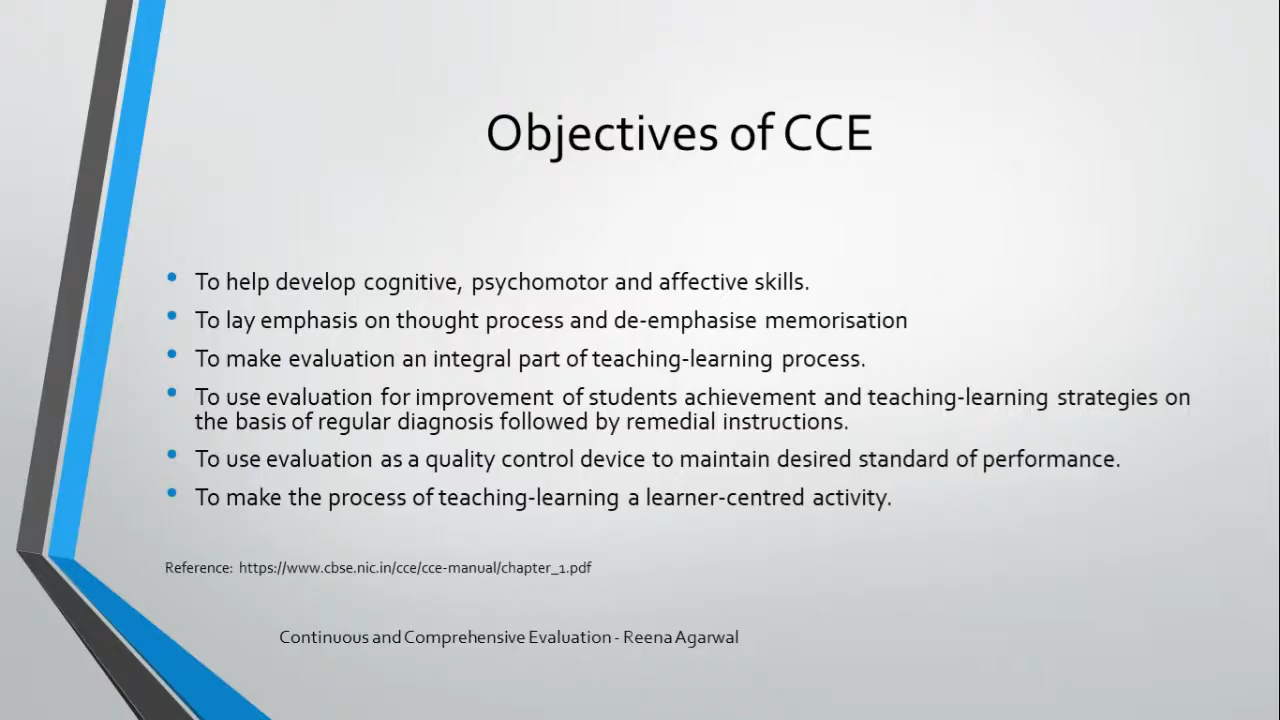 Objectives of CCE
• To help develop cognitive, psychomotor and affective skills.
• To lay emphasis on thought process and de-emphasise memorisation
• To make evaluation an integral part of teaching-learning process.
• To use evaluation for improvement of students achievement and teaching-learning strategies on
the basis of regular diagnosis followed by remedial instructions.
• To use evaluation as a quality control device to maintain desired standard of performance.
• To make the process of teaching-learning a learner-centred activity.
Reference: https://www.cbse.nic.in/cce/cce-manual/chapter_1.pdf
Continuous and Comprehensive Evaluation - Reena Agarwal